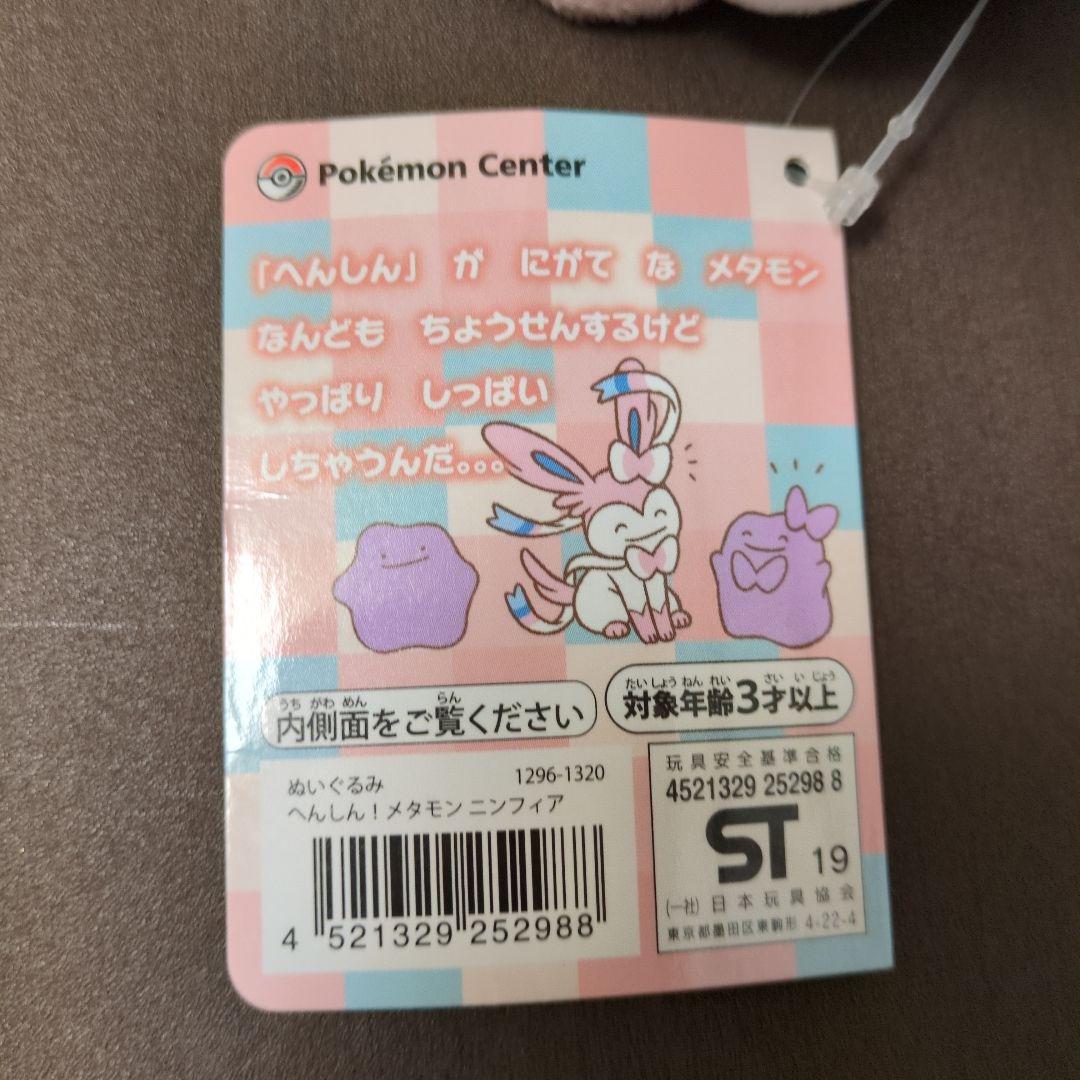 Pokémon Center
「へんしん」 が にがて な メタモン
なんども ちょうせんするけど
やっぱり しっぱい
しちゃうんだ。。。
うち がわ めん らん
内側面をご覧ください
たいしょう ねん れい さい い じょう
対象年齢3才以上
ぬいぐるみ 1296-1320
へんしん！メタモン ニンフィア
4 521329 252988
玩具安全基準合格
4521329 25298 8
ST 19
(一社) 日本玩具協会
東京都墨田区東駒形 4-22-4